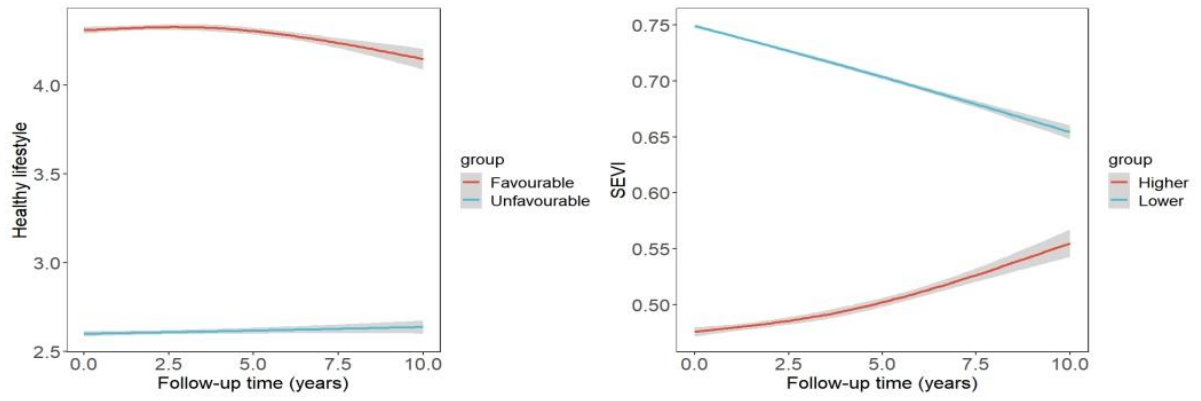 Healthy lifestyle
4.0
3.5
3.0
2.5
0.0 2.5 5.0 7.5 10.0
Follow-up time (years)
group
Favourable
Unfavourable
SEVI
0.75
0.70
0.65
0.60
0.55
0.50
0.0 2.5 5.0 7.5 10.0
Follow-up time (years)
group
Higher
Lower